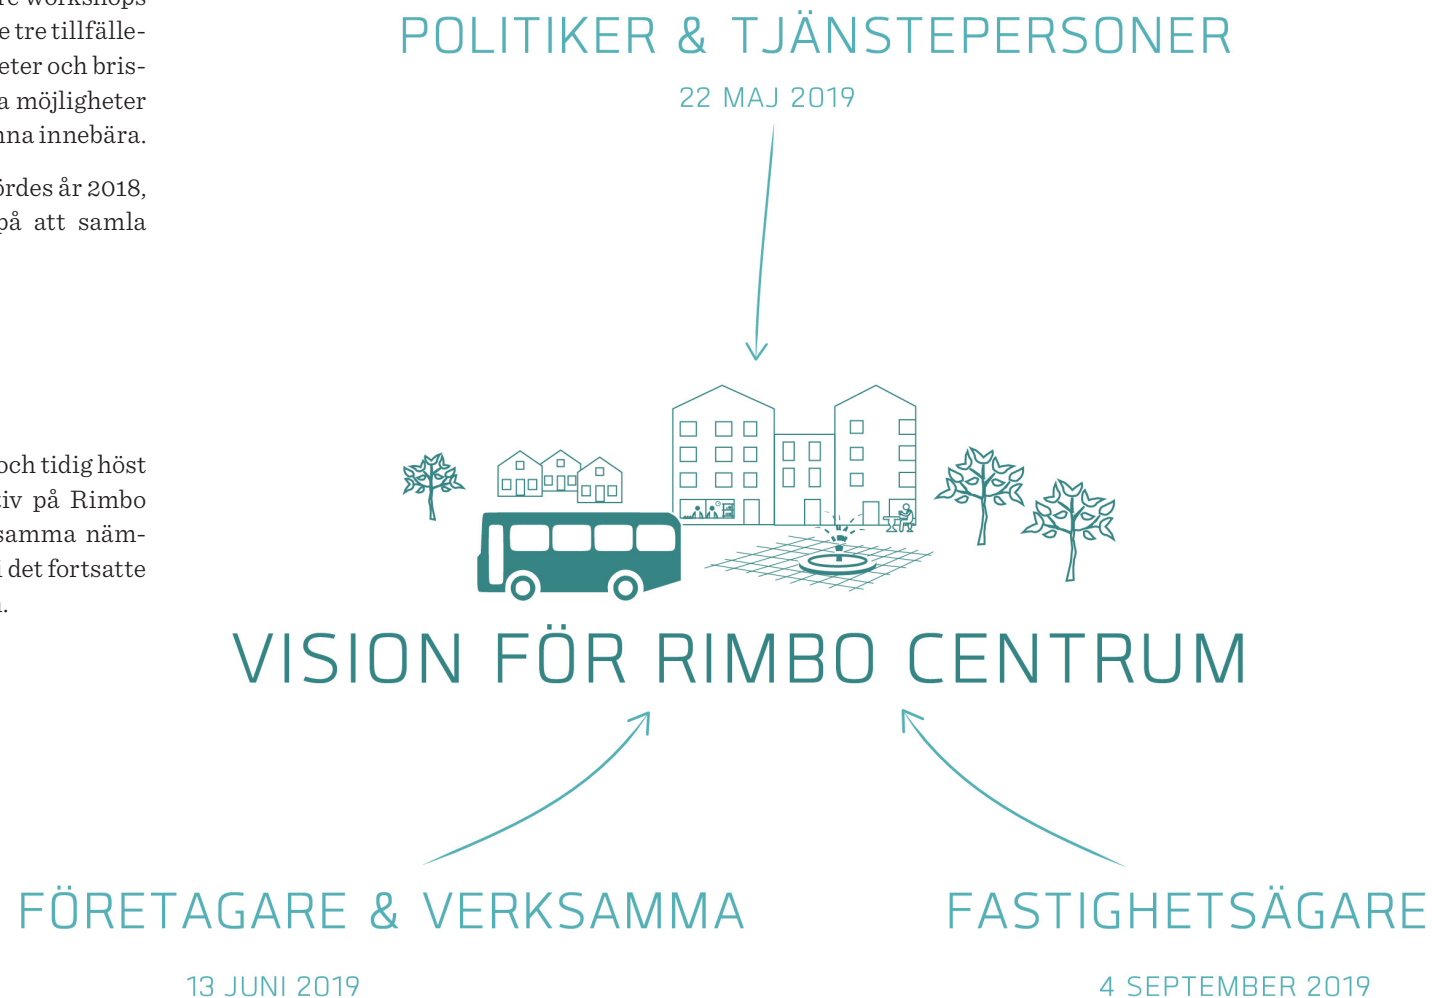 workshops
e tre tillfälle-
eter och bris-
a möjligheter
nna innebära.
ördes år 2018,
på att samla
och tidig höst
tiv på Rimbo
samma näm-
i det fortsatte
POLITIKER & TJÄNSTEPERSONER
22 MAJ 2019
VISION FÖR RIMBO CENTRUM
FÖRETAGARE & VERKSAMMA
13 JUNI 2019
FASTIGHETSÄGARE
4 SEPTEMBER 2019